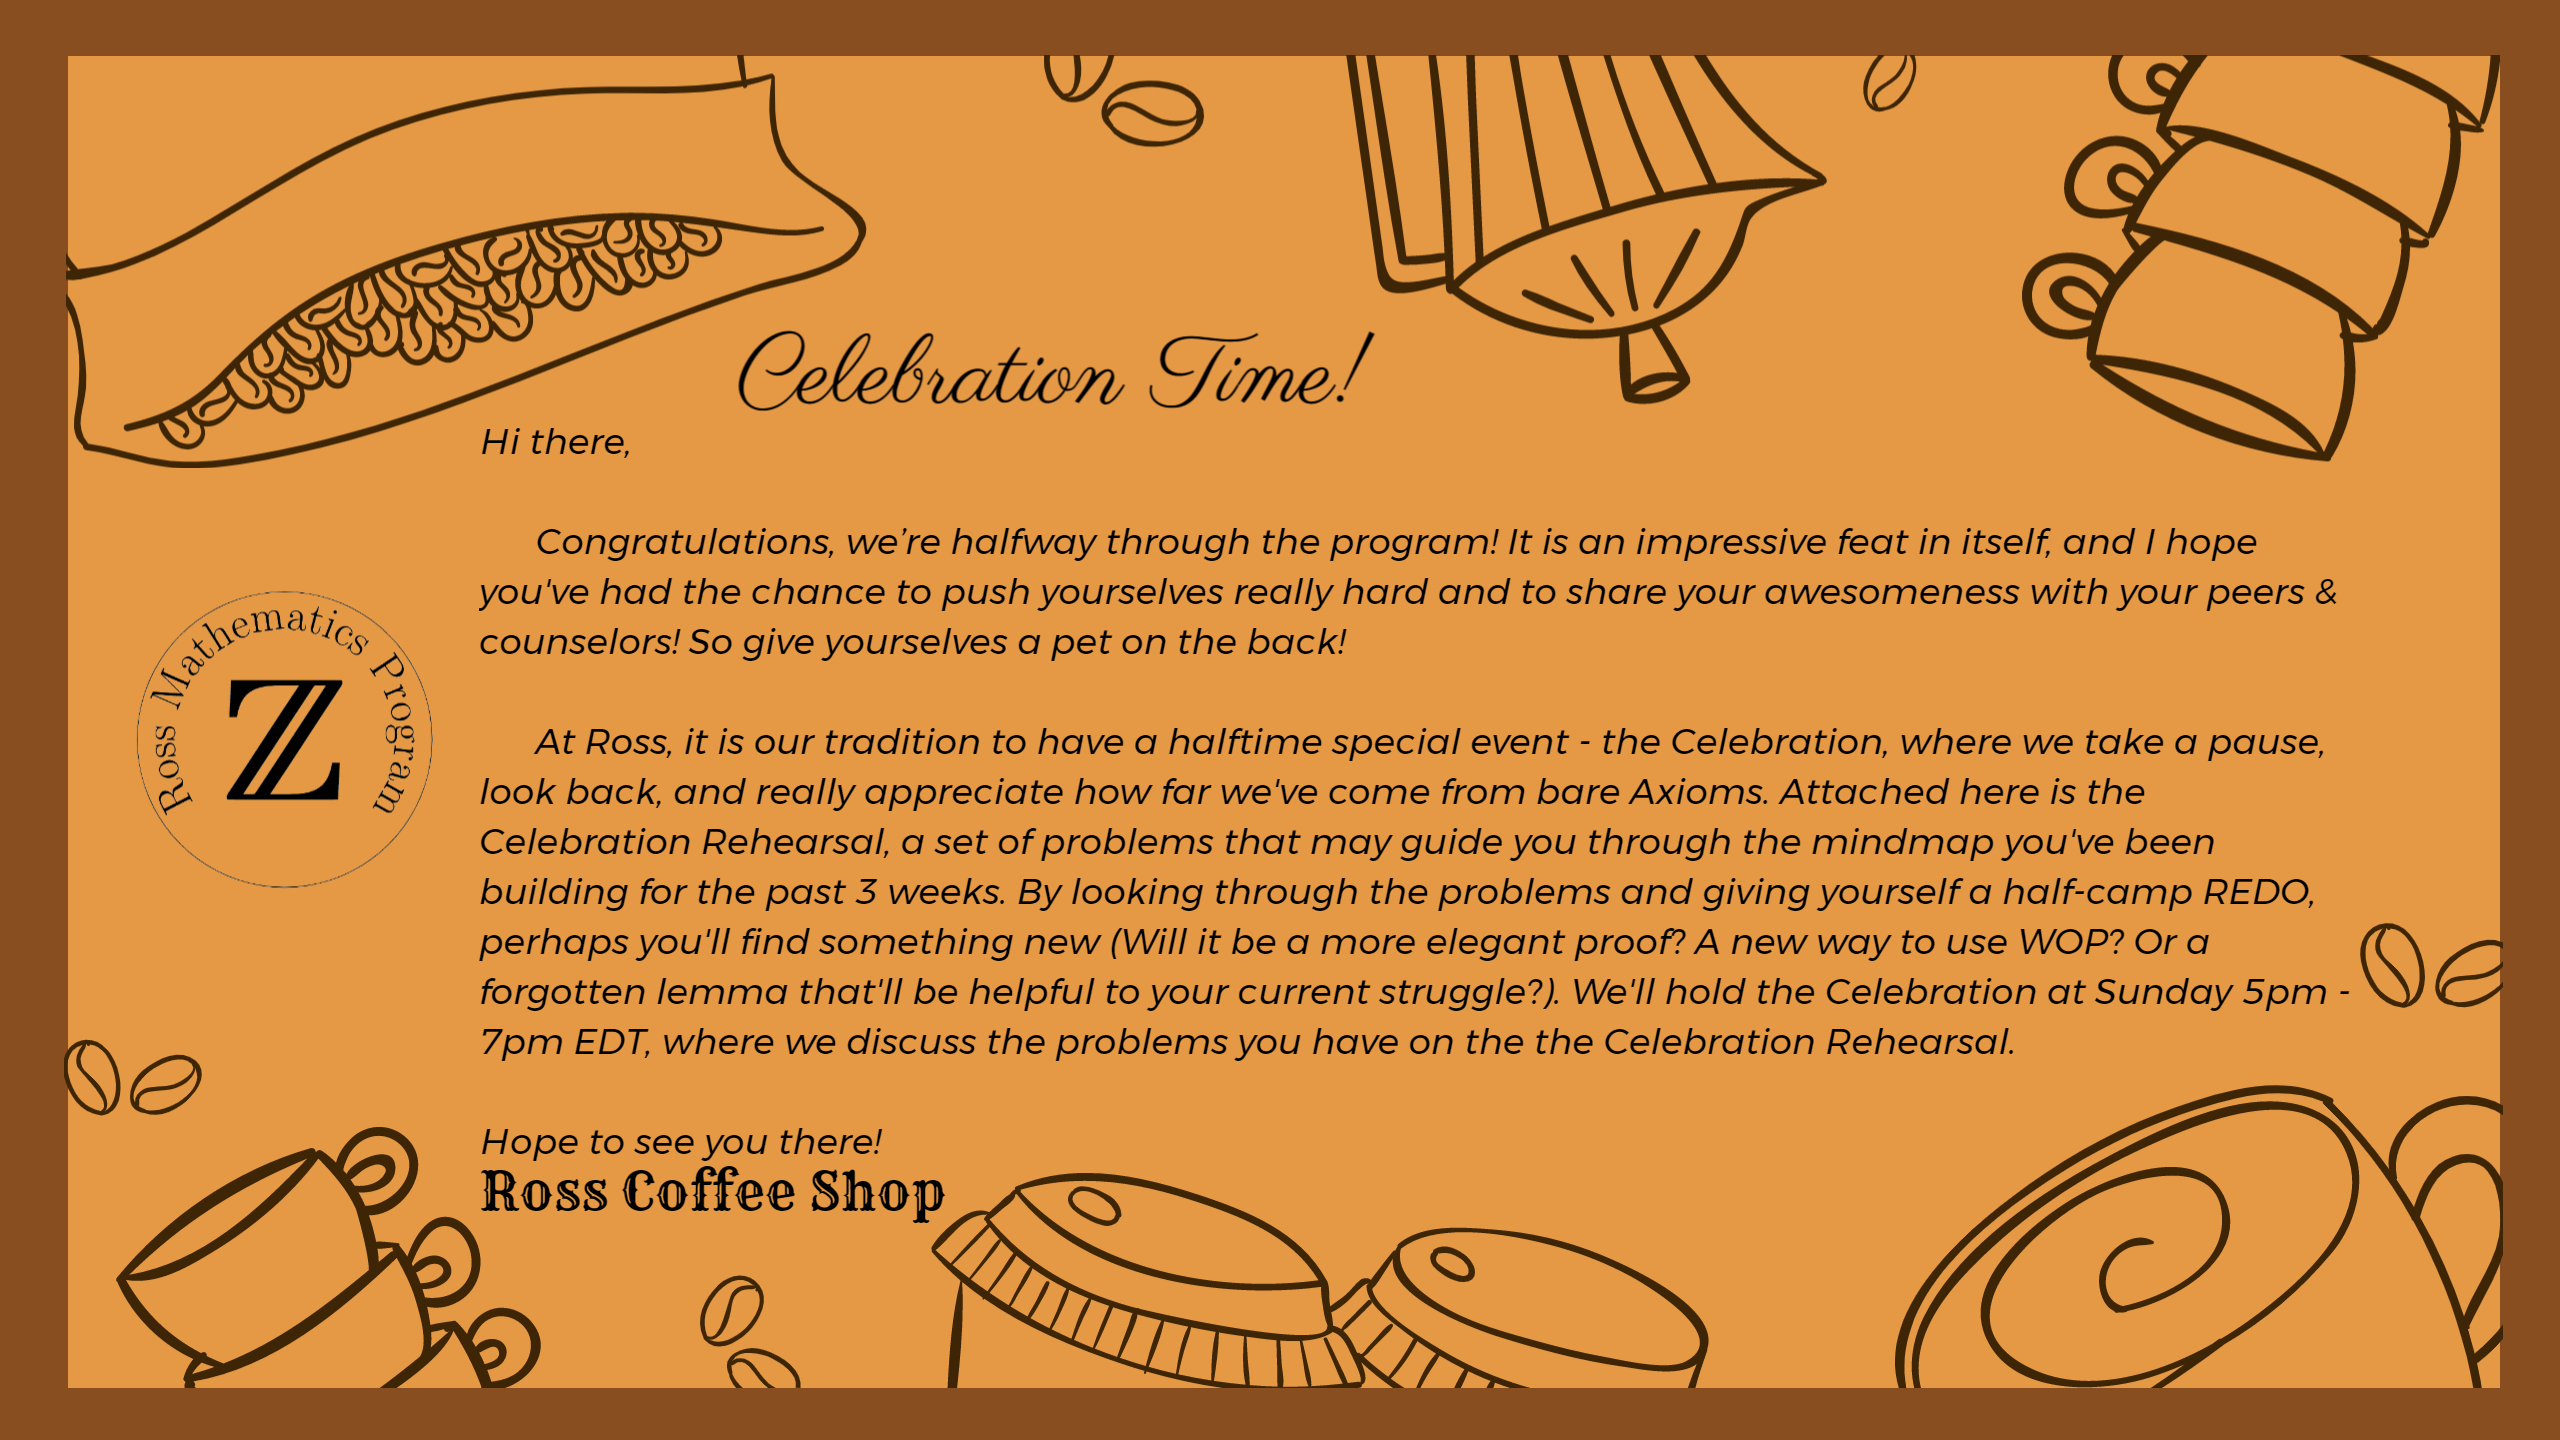 Celebration Time!
Hi there,
Congratulations, we’re halfway through the program! It is an impressive feat in itself, and I hope
you've had the chance to push yourselves really hard and to share your awesomeness with your peers &
counselors! So give yourselves a pet on the back!
Ross Mathematics Program
ℤ
At Ross, it is our tradition to have a halftime special event - the Celebration, where we take a pause,
look back, and really appreciate how far we've come from bare Axioms. Attached here is the
Celebration Rehearsal, a set of problems that may guide you through the mindmap you've been
building for the past 3 weeks. By looking through the problems and giving yourself a half-camp REDO,
perhaps you'll find something new (Will it be a more elegant proof? A new way to use WOP? Or a
forgotten lemma that'll be helpful to your current struggle?). We'll hold the Celebration at Sunday 5pm -
7pm EDT, where we discuss the problems you have on the the Celebration Rehearsal.
Hope to see you there!
Ross Coffee Shop